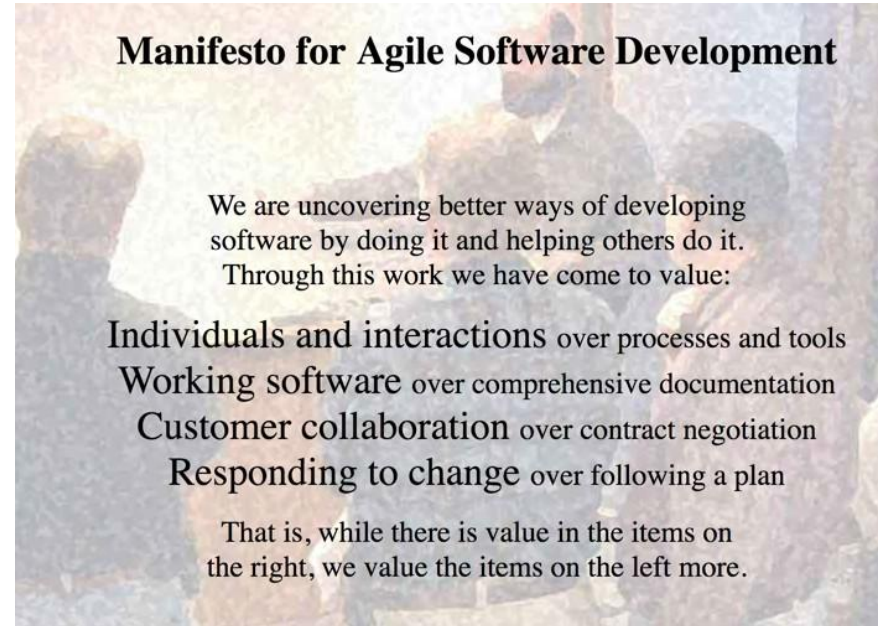 Manifesto for Agile Software Development
We are uncovering better ways of developing
software by doing it and helping others do it.
Through this work we have come to value:
Individuals and interactions over processes and tools
Working software over comprehensive documentation
Customer collaboration over contract negotiation
Responding to change over following a plan
That is, while there is value in the items on
the right, we value the items on the left more.